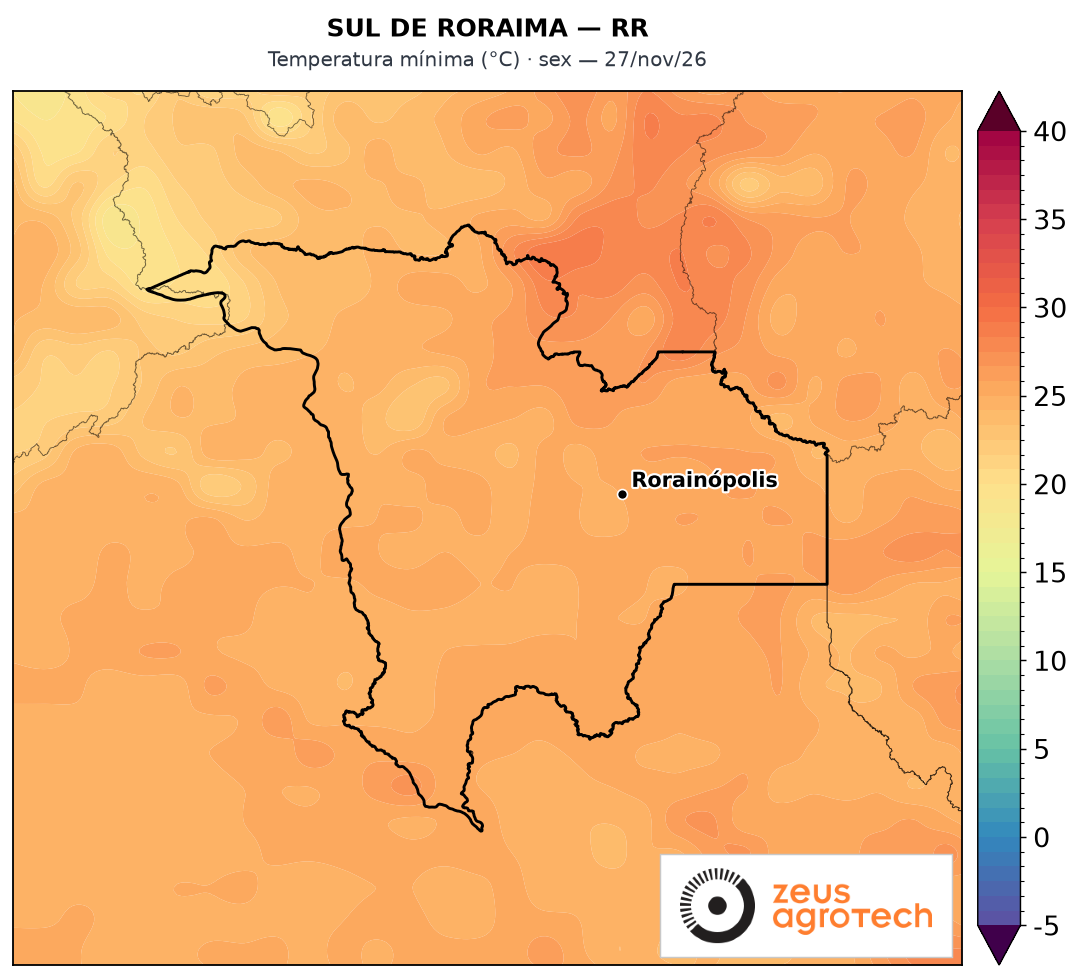 SUL DE RORAIMA — RR
Temperatura mínima (°C) · sex — 27/nov/26
40
35
30
25
20
15
10
5
0
-5
Rorainópolis
zeus
agrotech